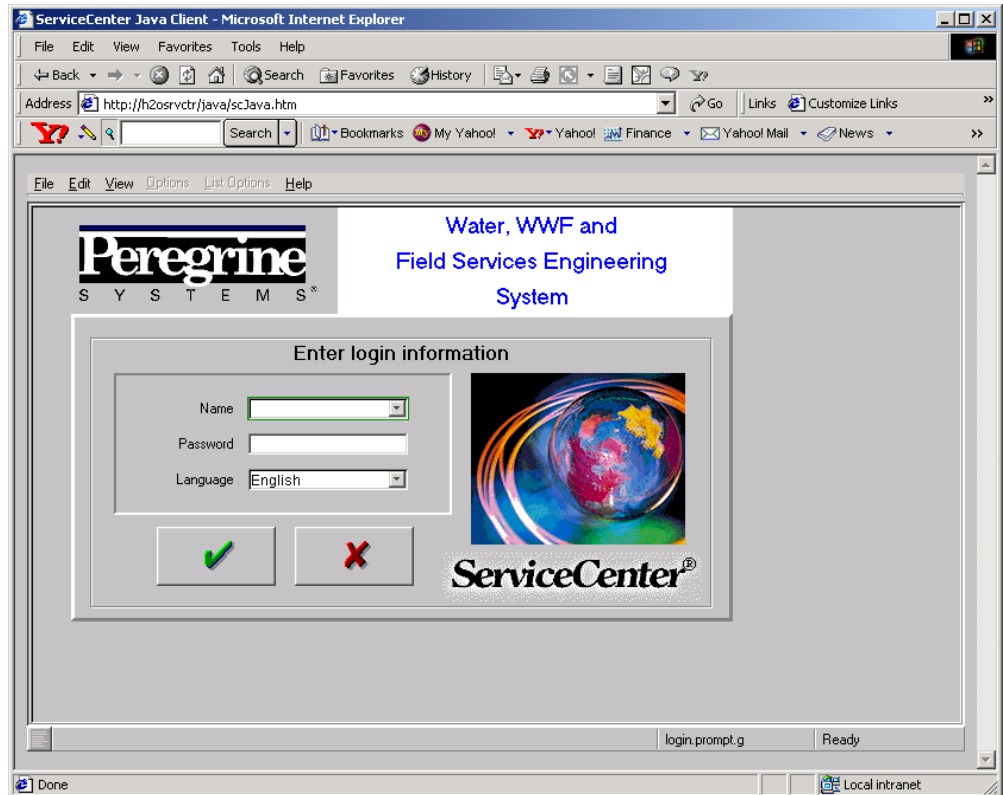 ServiceCenter Java Client - Microsoft Internet Explorer
File Edit View Favorites Tools Help
Back Search Favorites History
Address http://h2osrvctr/java/scJava.htm Go Links Customize Links »
Y! Search Bookmarks My Yahoo! Y! Yahoo! Finance Yahoo! Mail News »
File Edit View Options List Options Help
Peregrine
SYSTEMS®
Water, WWF and
Field Services Engineering
System
Enter login information
Name
Password
Language English
ServiceCenter®
login.prompt.g Ready
Done Local intranet